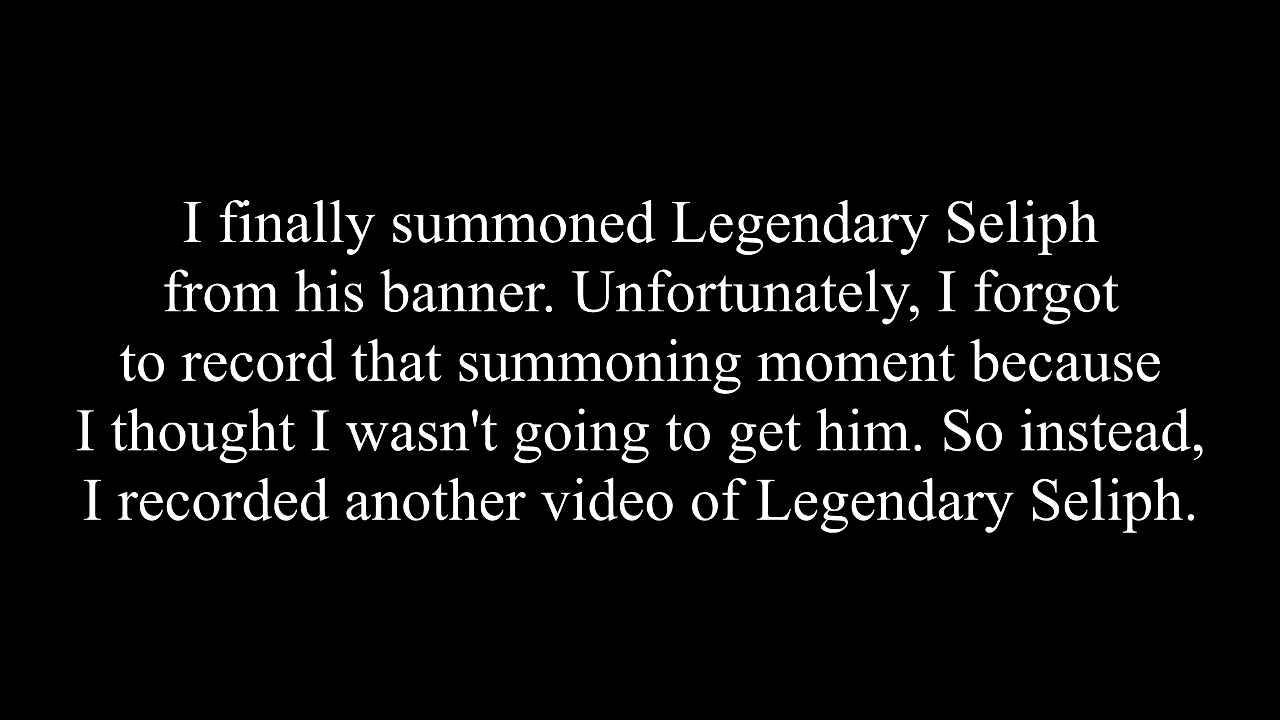 I finally summoned Legendary Seliph
from his banner. Unfortunately, I forgot
to record that summoning moment because
I thought I wasn't going to get him. So instead,
I recorded another video of Legendary Seliph.